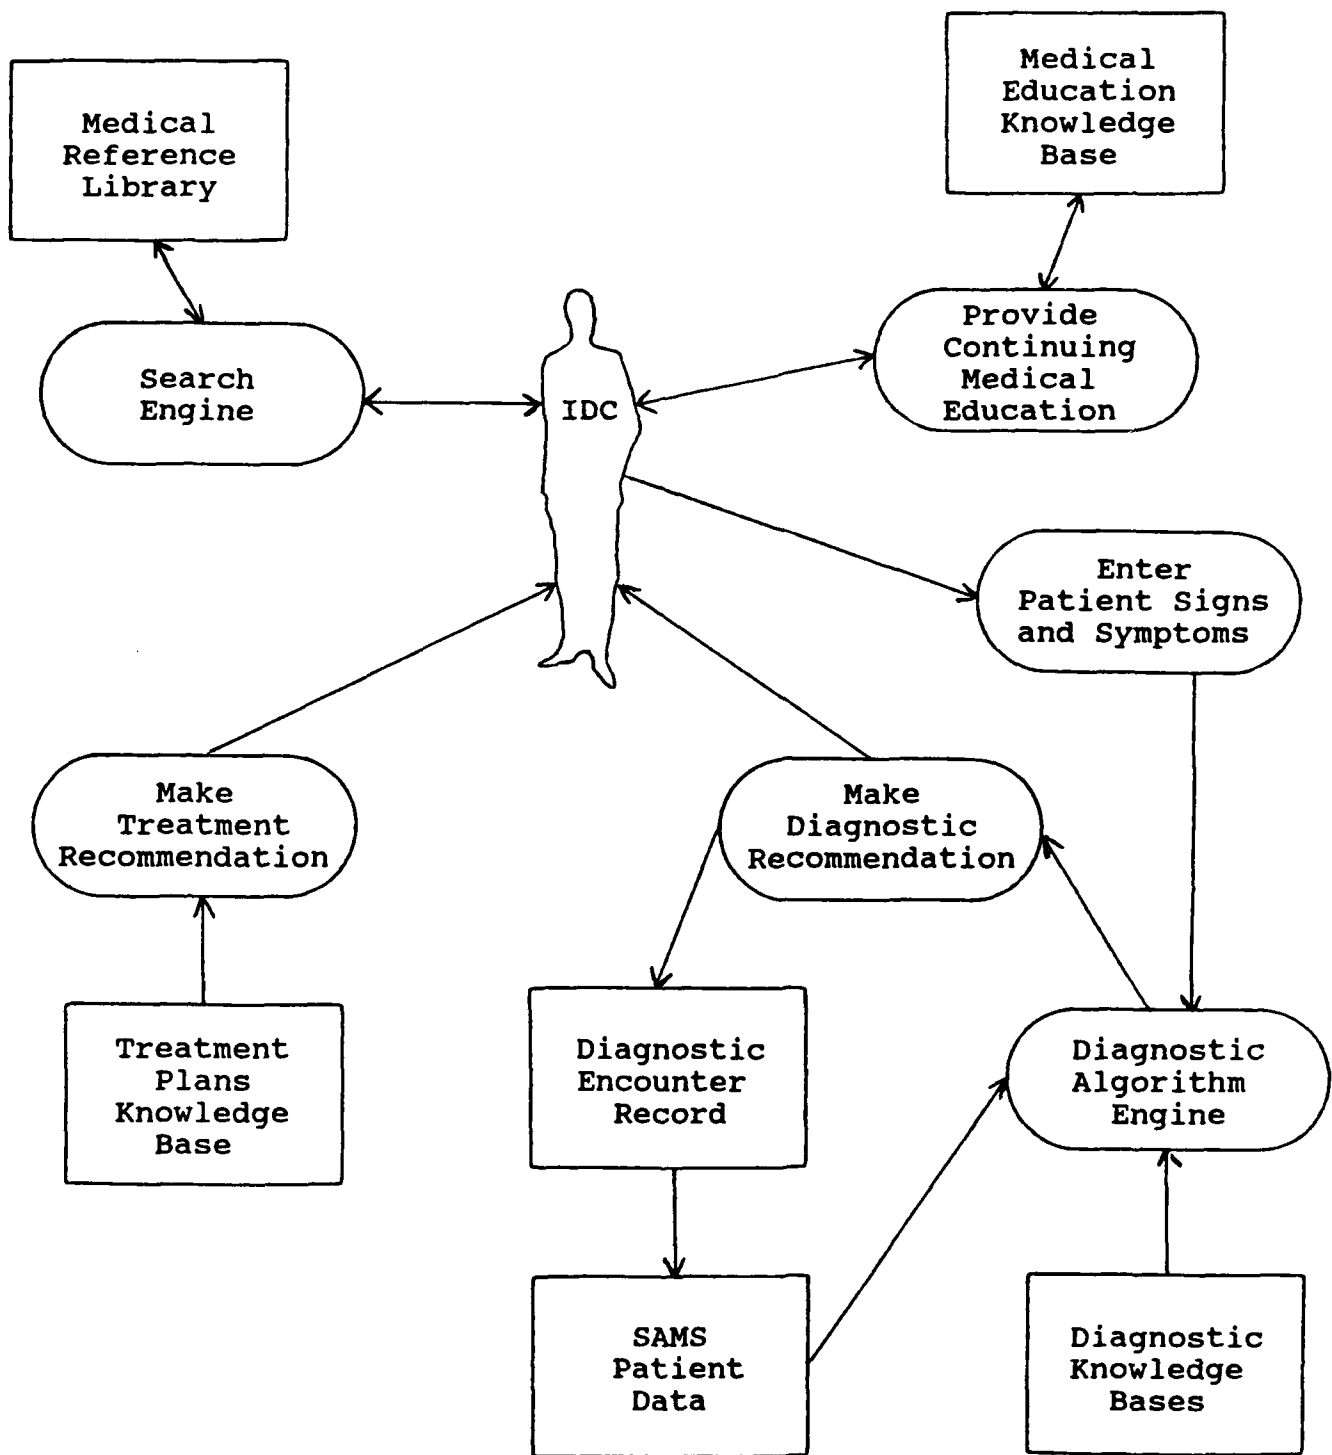 Medical
Reference
Library
Medical
Education
Knowledge
Base
Search
Engine
IDC
Provide
Continuing
Medical
Education
Enter
Patient Signs
and Symptoms
Make
Treatment
Recommendation
Make
Diagnostic
Recommendation
Treatment
Plans
Knowledge
Base
Diagnostic
Encounter
Record
Diagnostic
Algorithm
Engine
SAMS
Patient
Data
Diagnostic
Knowledge
Bases